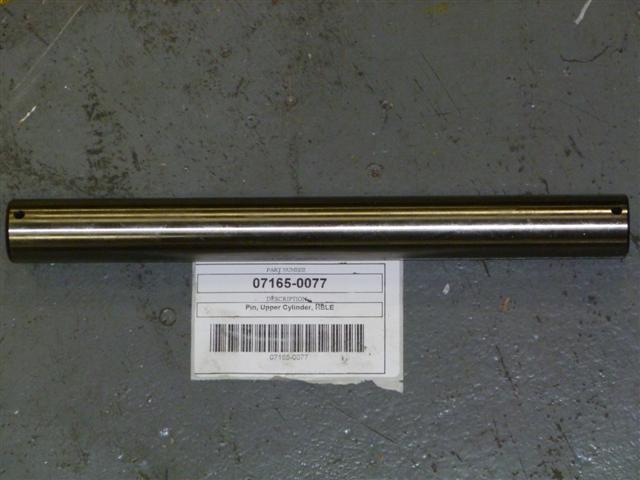 PART NUMBER
07165-0077
DESCRIPTION
Pin, Upper Cylinder, RBLE
07165-0077